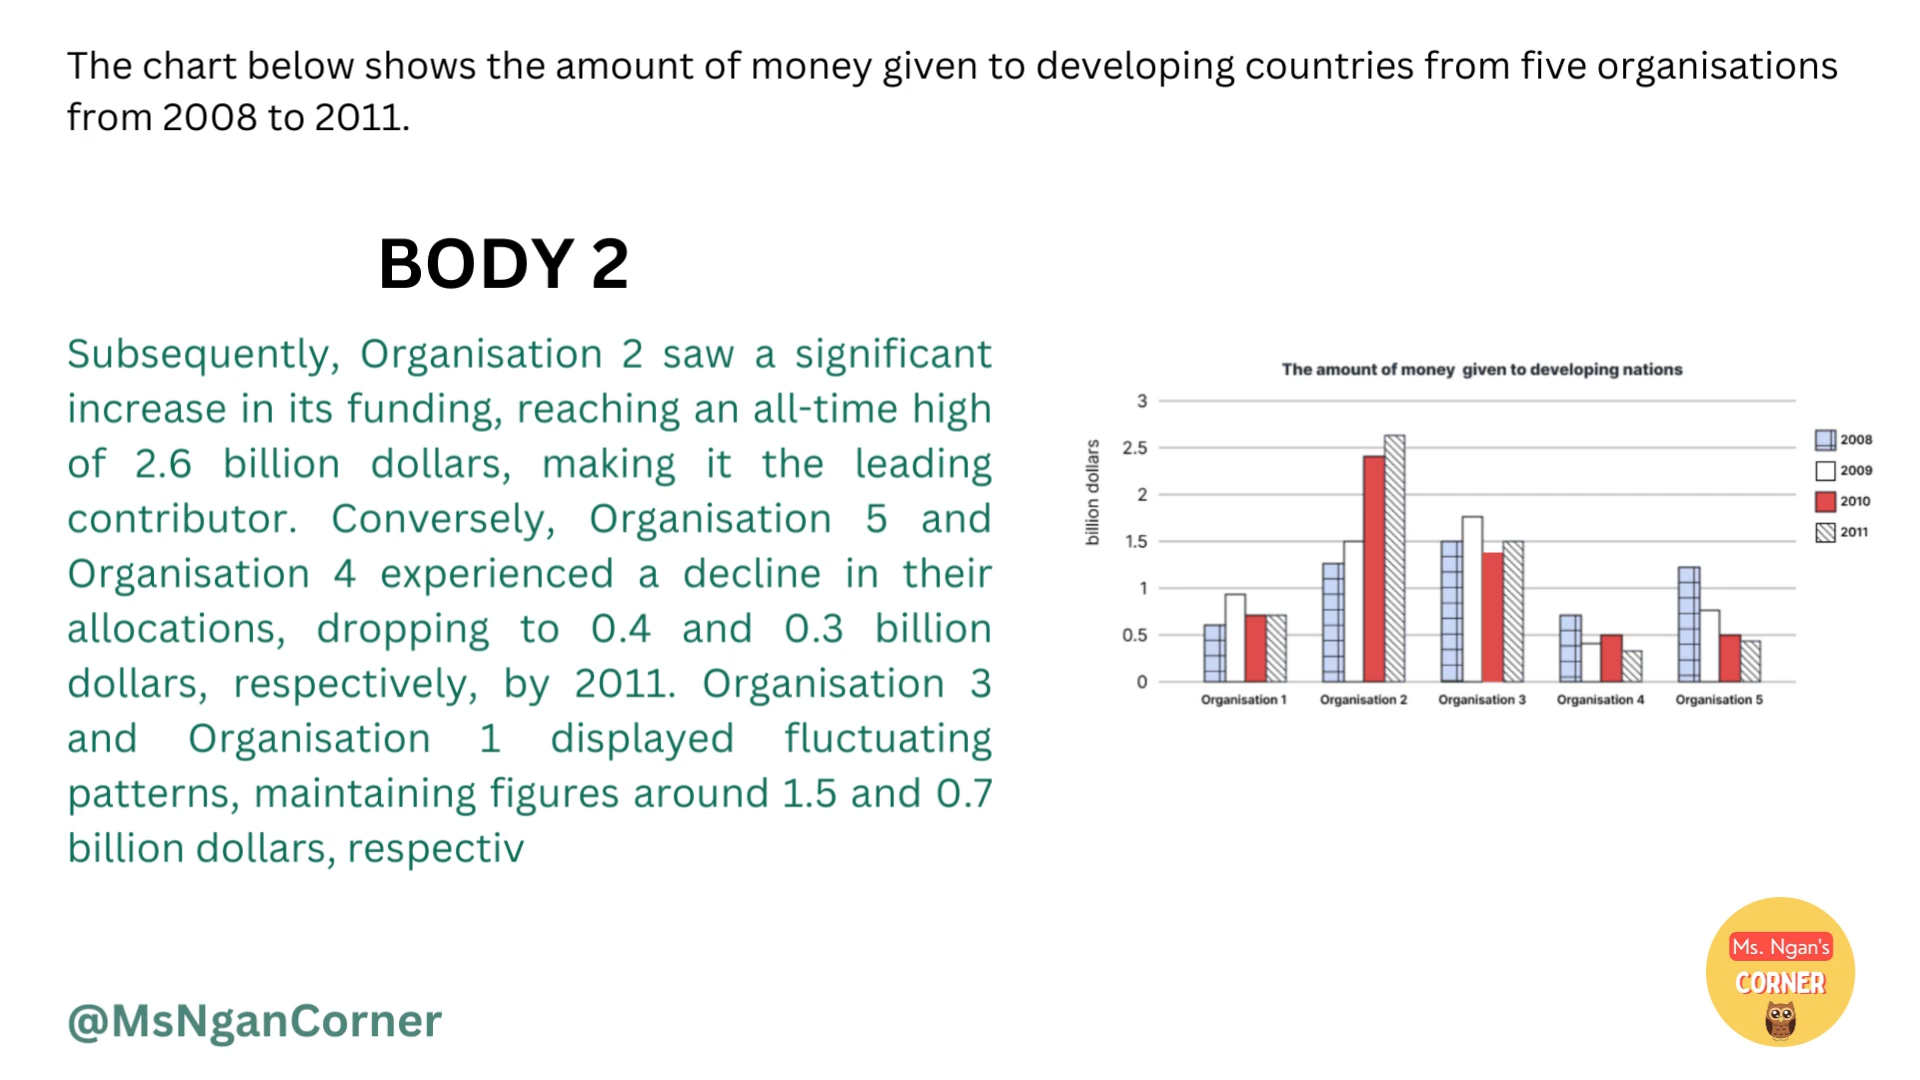 The chart below shows the amount of money given to developing countries from five organisations
from 2008 to 2011.
BODY 2
Subsequently, Organisation 2 saw a significant
increase in its funding, reaching an all-time high
of 2.6 billion dollars, making it the leading
contributor. Conversely, Organisation 5 and
Organisation 4 experienced a decline in their
allocations, dropping to 0.4 and 0.3 billion
dollars, respectively, by 2011. Organisation 3
and Organisation 1 displayed fluctuating
patterns, maintaining figures around 1.5 and 0.7
billion dollars, respectiv
The amount of money given to developing nations
billion dollars
3
2.5
2
1.5
1
0.5
0
Organisation 1 Organisation 2 Organisation 3 Organisation 4 Organisation 5
2008
2009
2010
2011
@MsNganCorner
Ms. Ngan's
CORNER